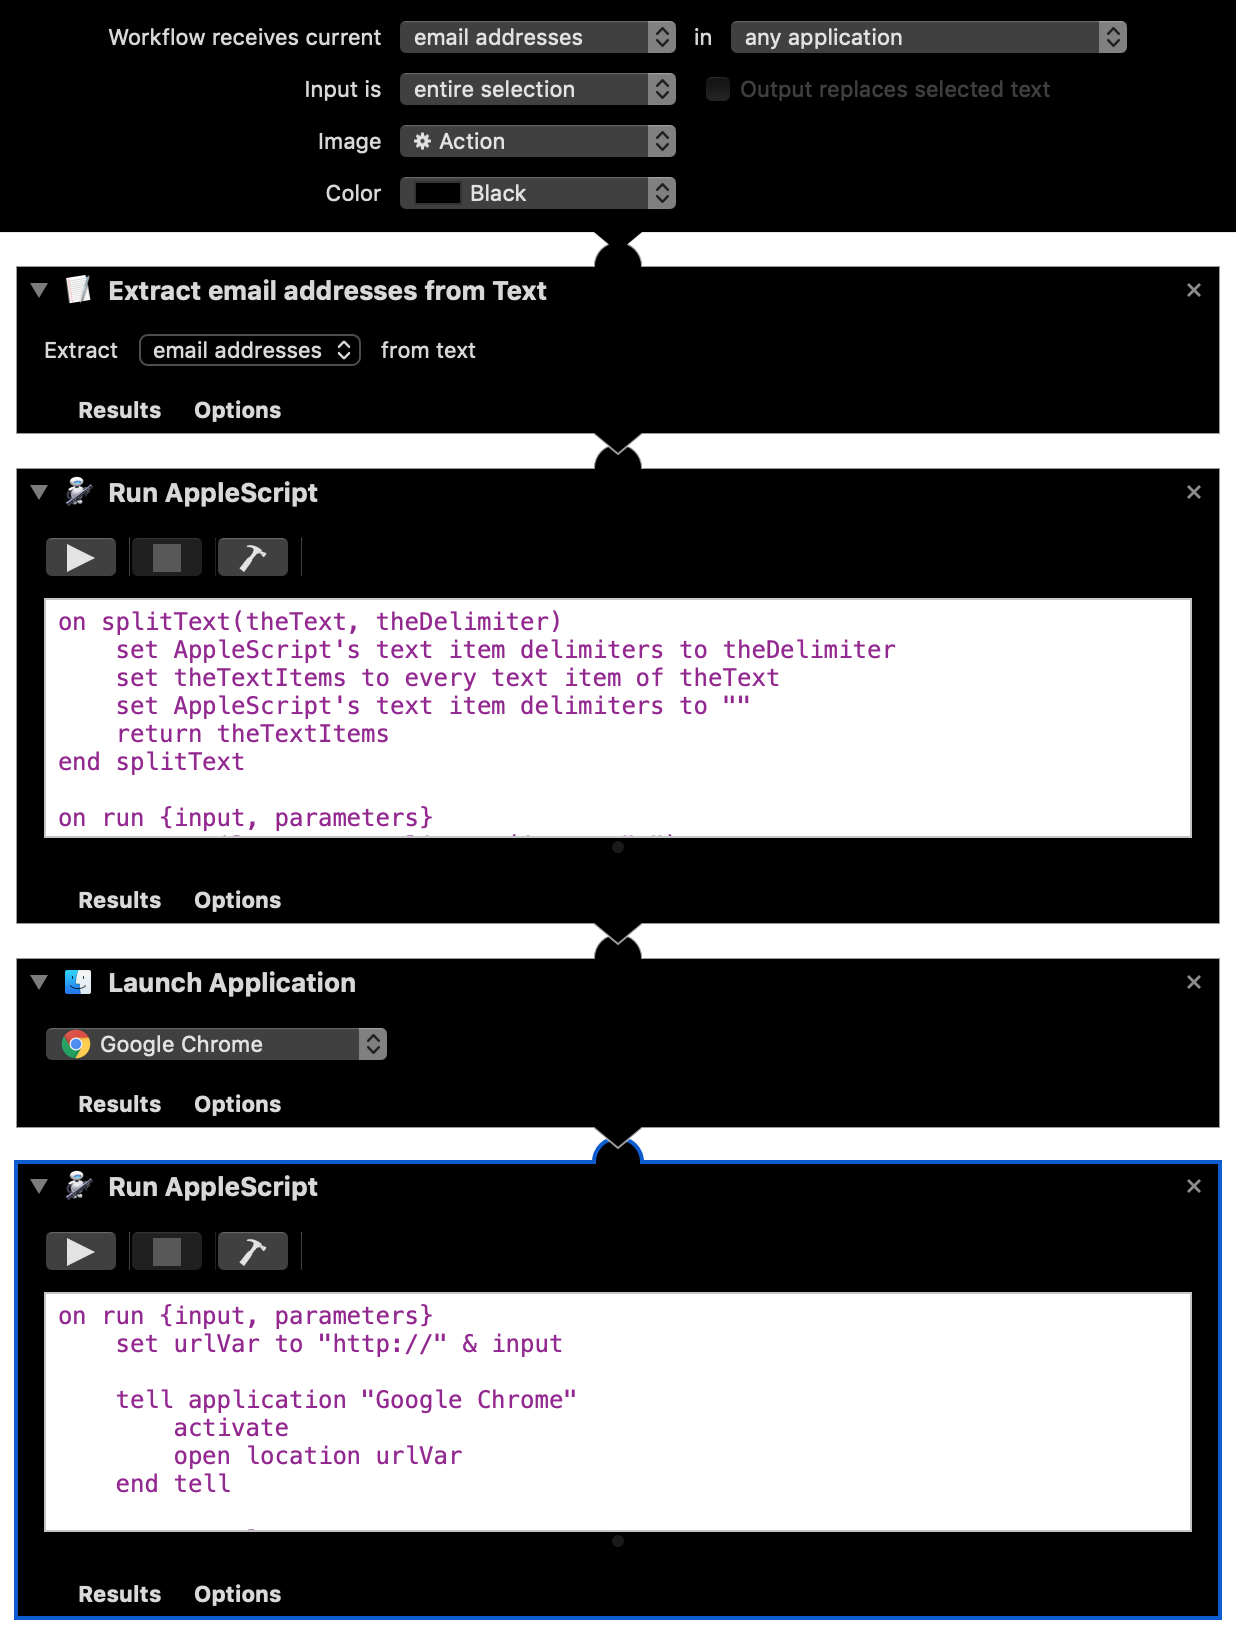 Workflow receives current email addresses in any application
Input is entire selection Output replaces selected text
Image Action
Color Black
Extract email addresses from Text
Extract email addresses from text
Results Options
Run AppleScript
on splitText(theText, theDelimiter)
set AppleScript's text item delimiters to theDelimiter
set theTextItems to every text item of theText
set AppleScript's text item delimiters to ""
return theTextItems
end splitText
on run {input, parameters}
Results Options
Launch Application
Google Chrome
Results Options
Run AppleScript
on run {input, parameters}
set urlVar to "http://" & input
tell application "Google Chrome"
activate
open location urlVar
end tell
Results Options